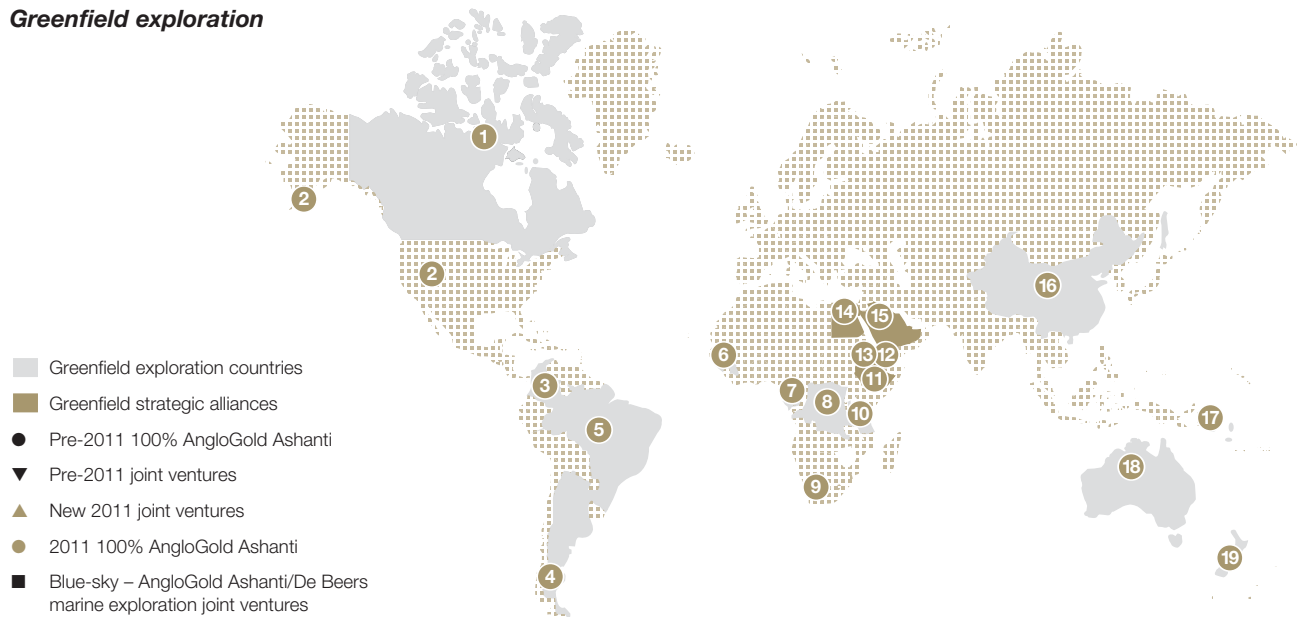 Greenfield exploration
1
2
2
14
15
16
6
13
12
3
11
7
8
10
17
5
18
9
19
4
Greenfield exploration countries
Greenfield strategic alliances
Pre-2011 100% AngloGold Ashanti
Pre-2011 joint ventures
New 2011 joint ventures
2011 100% AngloGold Ashanti
Blue-sky – AngloGold Ashanti/De Beers
marine exploration joint ventures